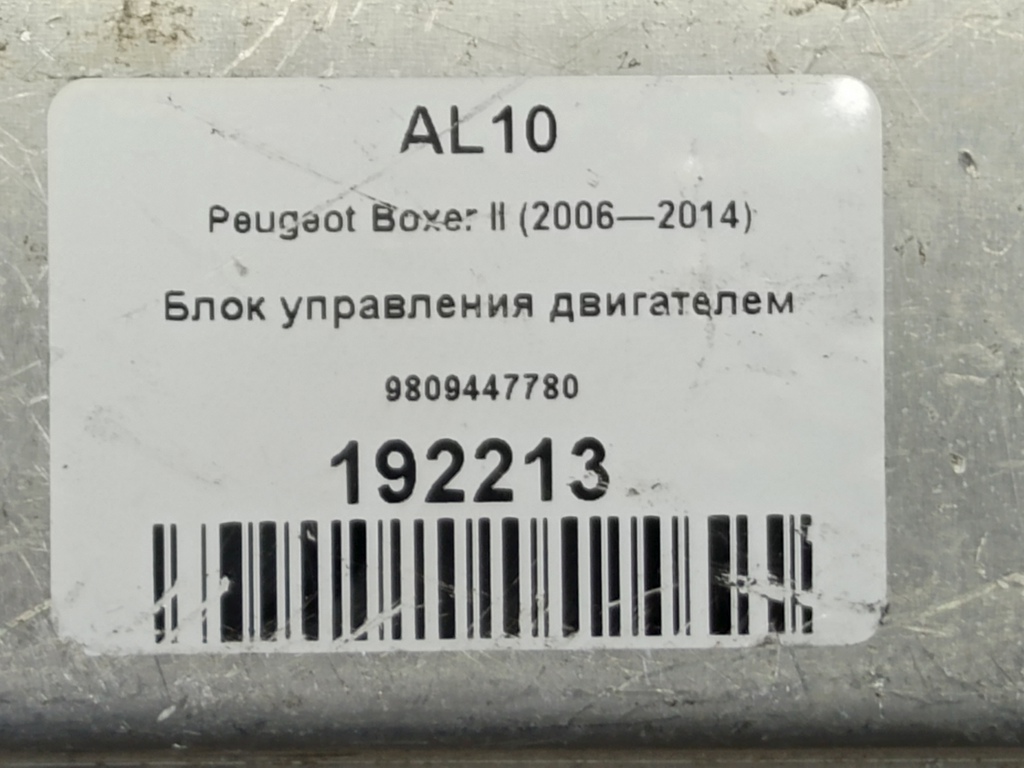 AL10
Peugeot Boxer II (2006—2014)
Блок управления двигателем
9809447780
192213